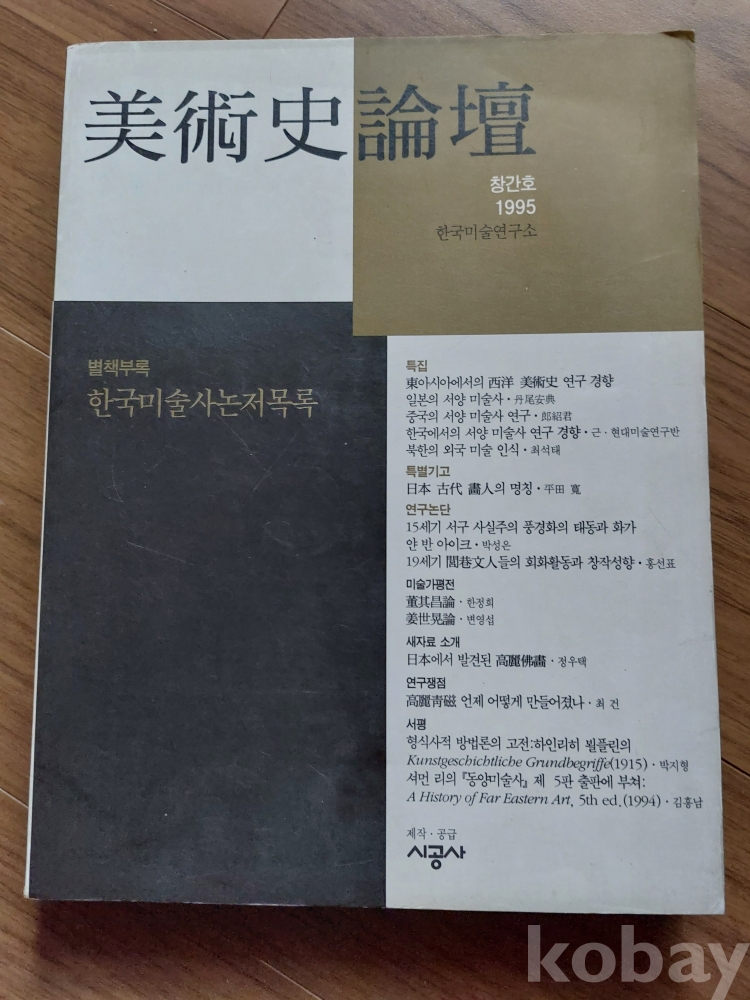 美術史論壇
창간호
1995
한국미술연구소
별책부록
한국미술사논저목록
특집
東아시아에서의 西洋 美術史 연구 경향
일본의 서양 미술사 · 丹尾安典
중국의 서양 미술사 연구 · 郎紹君
한국에서의 서양 미술사 연구 경향 · 근 · 현대미술연구반
북한의 외국 미술 인식 · 최석태
특별기고
日本 古代 畵人의 명칭 · 平田 寬
연구논단
15세기 서구 사실주의 풍경화의 태동과 화가
얀 반 아이크 · 박성은
19세기 閭巷文人들의 회화활동과 창작성향 · 홍선표
미술가평전
董其昌論 · 한정희
姜世晃論 · 변영섭
새자료 소개
日本에서 발견된 高麗佛畵 · 정우택
연구쟁점
高麗靑磁 언제 어떻게 만들어졌나 · 최 건
서평
형식사적 방법론의 고전:하인리히 뵐플린의
Kunstgeschichtliche Grundbegriffe(1915) · 박지형
셔먼 리의 『동양미술사』 제 5판 출판에 부쳐:
A History of Far Eastern Art, 5th ed.(1994) · 김홍남
제작 · 공급
시공사
kobay